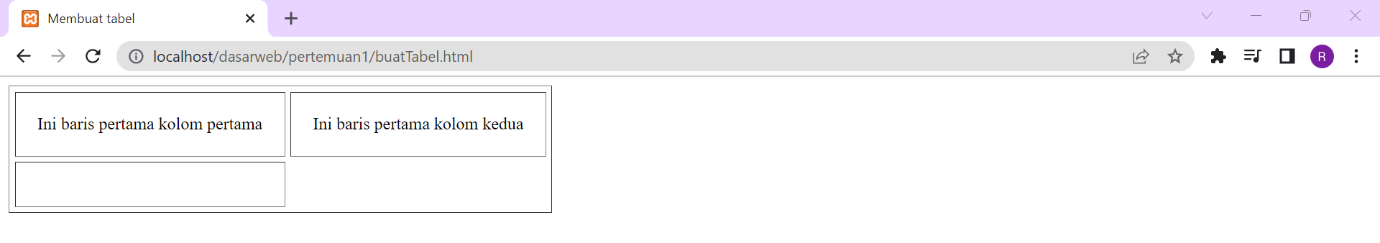 Membuat tabel
localhost/dasarweb/pertemuan1/buatTabel.html
R
Ini baris pertama kolom pertama
Ini baris pertama kolom kedua